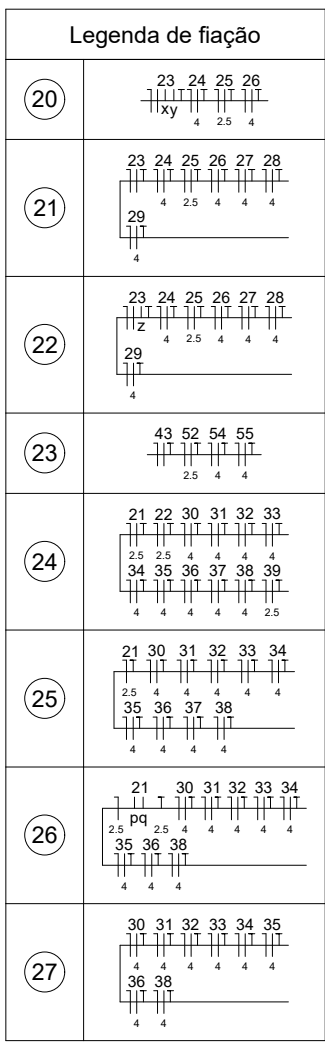 Legenda de fiação
20
23 24 25 26
xy
4 2.5 4
21
23 24 25 26 27 28
4 2.5 4 4 4
29
4
22
23 24 25 26 27 28
z
4 2.5 4 4 4
29
4
23
43 52 54 55
2.5 4 4
24
21 22 30 31 32 33
2.5 2.5 4 4 4 4
34 35 36 37 38 39
4 4 4 4 4 2.5
25
21 30 31 32 33 34
2.5 4 4 4 4 4
35 36 37 38
4 4 4 4
26
21 30 31 32 33 34
pq
2.5 2.5 4 4 4 4 4
35 36 38
4 4 4
27
30 31 32 33 34 35
4 4 4 4 4 4
36 38
4 4